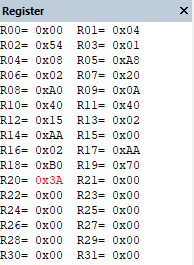 Register ×
R00= 0x00 R01= 0x04
R02= 0x54 R03= 0x01
R04= 0x08 R05= 0xA8
R06= 0x02 R07= 0x20
R08= 0xA0 R09= 0x0A
R10= 0x40 R11= 0x40
R12= 0x15 R13= 0x02
R14= 0xAA R15= 0x00
R16= 0x02 R17= 0xAA
R18= 0xB0 R19= 0x70
R20= 0x3A R21= 0x00
R22= 0x00 R23= 0x00
R24= 0x00 R25= 0x00
R26= 0x00 R27= 0x00
R28= 0x00 R29= 0x00
R30= 0x00 R31= 0x00